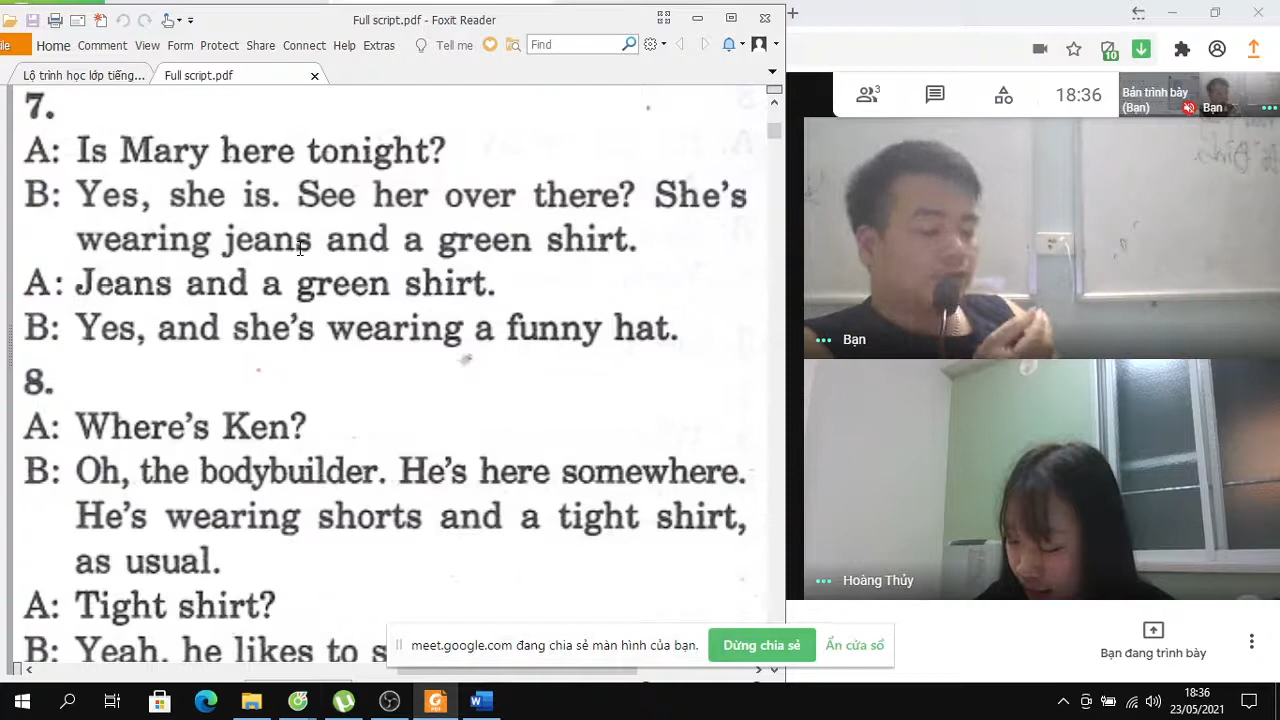 Full script.pdf - Foxit Reader
File
Home Comment View Form Protect Share Connect Help Extras Tell me Find
Lộ trình học lớp tiếng...
Full script.pdf
7.
A: Is Mary here tonight?
B: Yes, she is. See her over there? She's
wearing jeans and a green shirt.
A: Jeans and a green shirt.
B: Yes, and she's wearing a funny hat.
8.
A: Where's Ken?
B: Oh, the bodybuilder. He's here somewhere.
He's wearing shorts and a tight shirt,
as usual.
A: Tight shirt?
B: Yeah, he likes to s
10
3
18:36
Bản trình bày
(Bạn)
Bạn
Bạn
Hoàng Thủy
meet.google.com đang chia sẻ màn hình của bạn.
Dừng chia sẻ
Ẩn cửa sổ
Bạn đang trình bày
18:36
23/05/2021